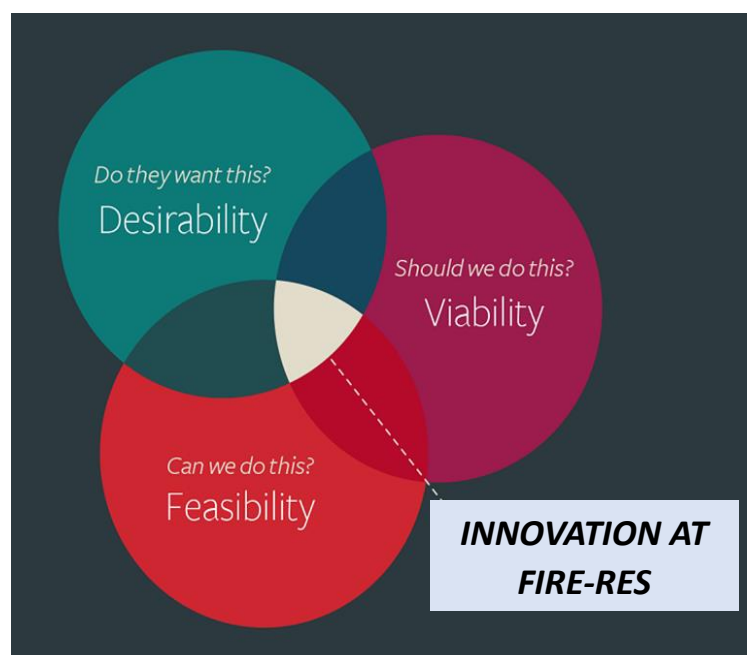 Do they want this?
Desirability
Should we do this?
Viability
Can we do this?
Feasibility
INNOVATION AT
FIRE-RES